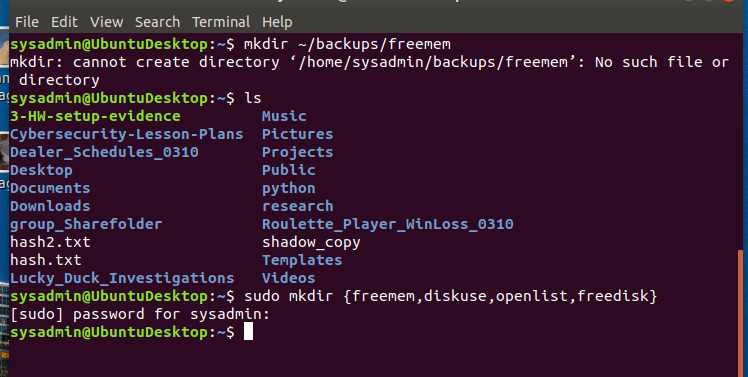 File Edit View Search Terminal Help
sysadmin@UbuntuDesktop:~$ mkdir ~/backups/freemem
mkdir: cannot create directory ‘/home/sysadmin/backups/freemem’: No such file or
directory
sysadmin@UbuntuDesktop:~$ ls
3-HW-setup-evidence Music
Cybersecurity-Lesson-Plans Pictures
Dealer_Schedules_0310 Projects
Desktop Public
Documents python
Downloads research
group_Sharefolder Roulette_Player_WinLoss_0310
hash2.txt shadow_copy
hash.txt Templates
Lucky_Duck_Investigations Videos
sysadmin@UbuntuDesktop:~$ sudo mkdir {freemem,diskuse,openlist,freedisk}
[sudo] password for sysadmin:
sysadmin@UbuntuDesktop:~$